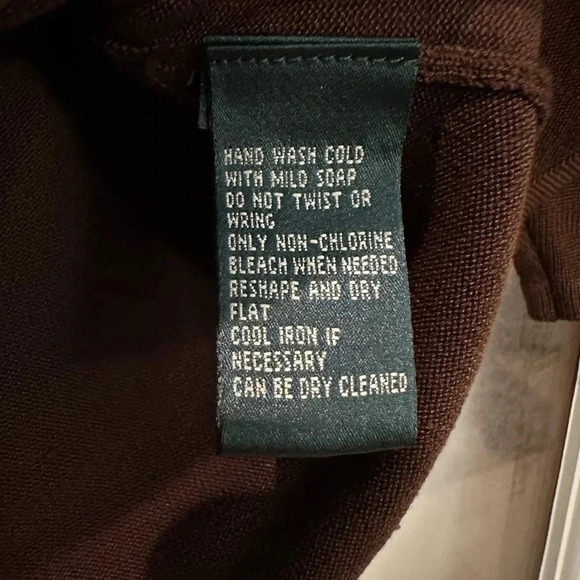 HAND WASH COLD
WITH MILD SOAP
DO NOT TWIST OR
WRING
ONLY NON-CHLORINE
BLEACH WHEN NEEDED
RESHAPE AND DRY
FLAT
COOL IRON IF
NECESSARY
CAN BE DRY CLEANED